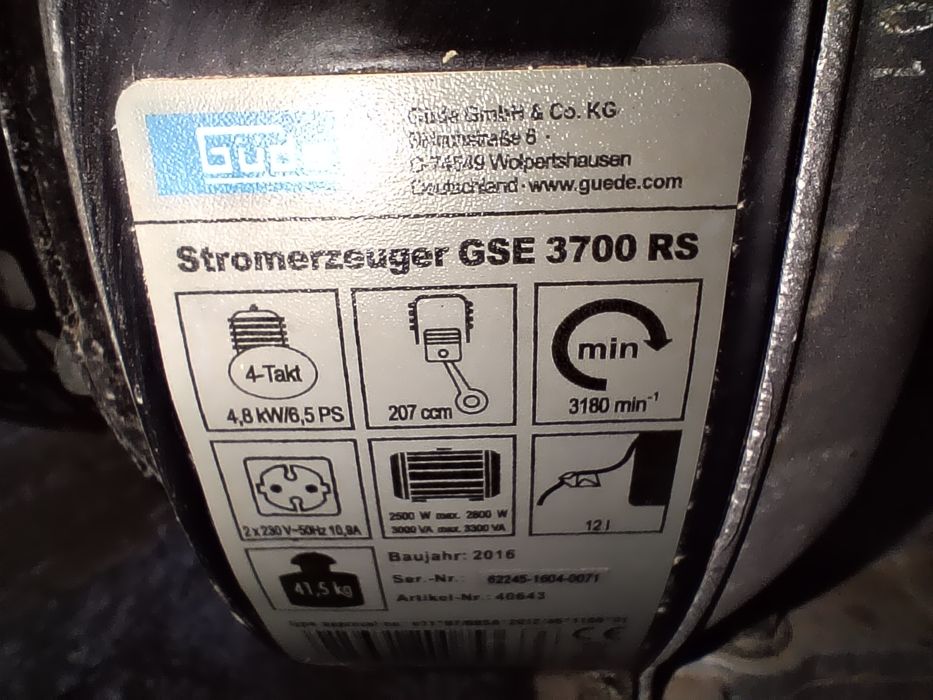 Güde
Güde GmbH & Co. KG
6
D-74549 Wolpertshausen
Deutschland · www.guede.com
Stromerzeuger GSE 3700 RS
4-Takt
4,8 kW/6,5 PS
207 ccm
min
3180 min⁻¹
2 x 230 V~50Hz 10,9A
2500 W max. 2800 W
3000 VA max. 3300 VA
12 l
41,5 kg
Baujahr: 2016
Ser.-Nr.: 62245-1604-0071
Artikel-Nr.: 40643
CE